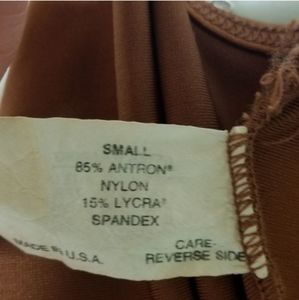 SMALL
85% ANTRON®
NYLON
15% LYCRA®
SPANDEX
MADE IN U.S.A.
CARE-
REVERSE SIDE